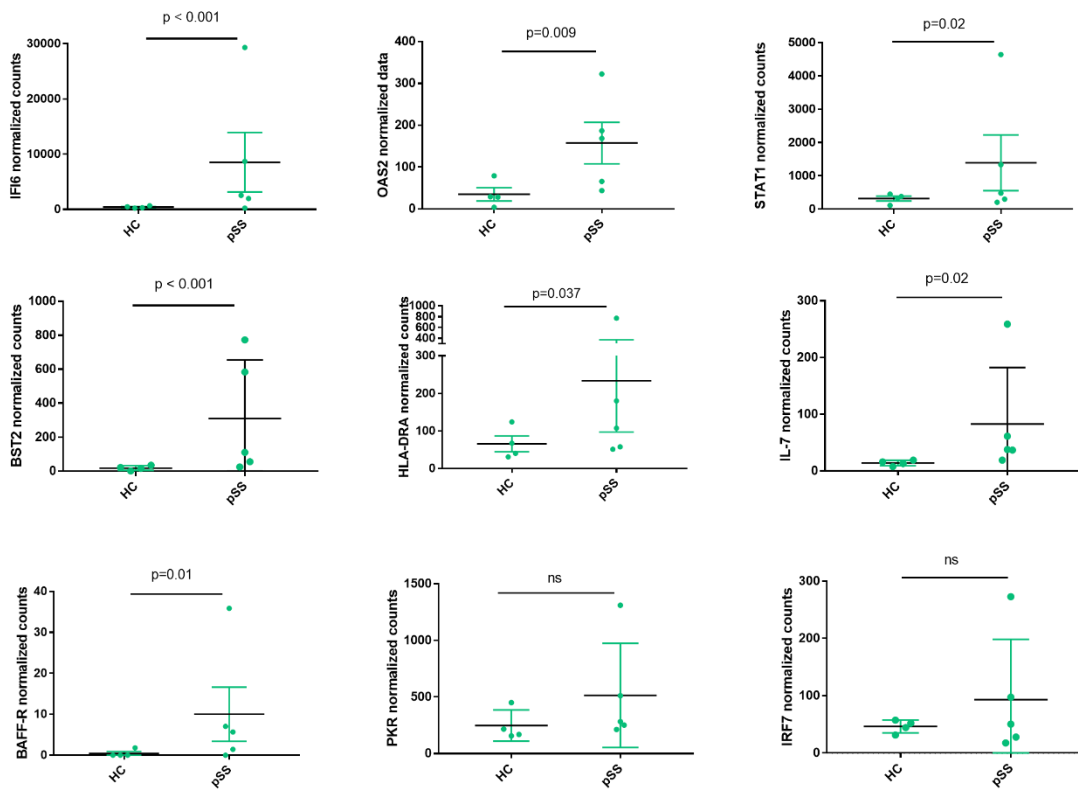 p < 0.001
IFI6 normalized counts
30000
20000
10000
0
HC
pSS
p=0.009
OAS2 normalized data
400
300
200
100
0
HC
pSS
p=0.02
STAT1 normalized counts
5000
4000
3000
2000
1000
0
HC
pSS
p < 0.001
BST2 normalized counts
1000
800
600
400
200
0
HC
pSS
p=0.037
HLA-DRA normalized counts
1000
800
600
400
300
200
100
0
HC
pSS
p=0.02
IL-7 normalized counts
300
200
100
0
HC
pSS
p=0.01
BAFF-R normalized counts
40
30
20
10
0
HC
pSS
ns
PKR normalized counts
1500
1000
500
0
HC
pSS
ns
IRF7 normalized counts
300
200
100
0
HC
pSS